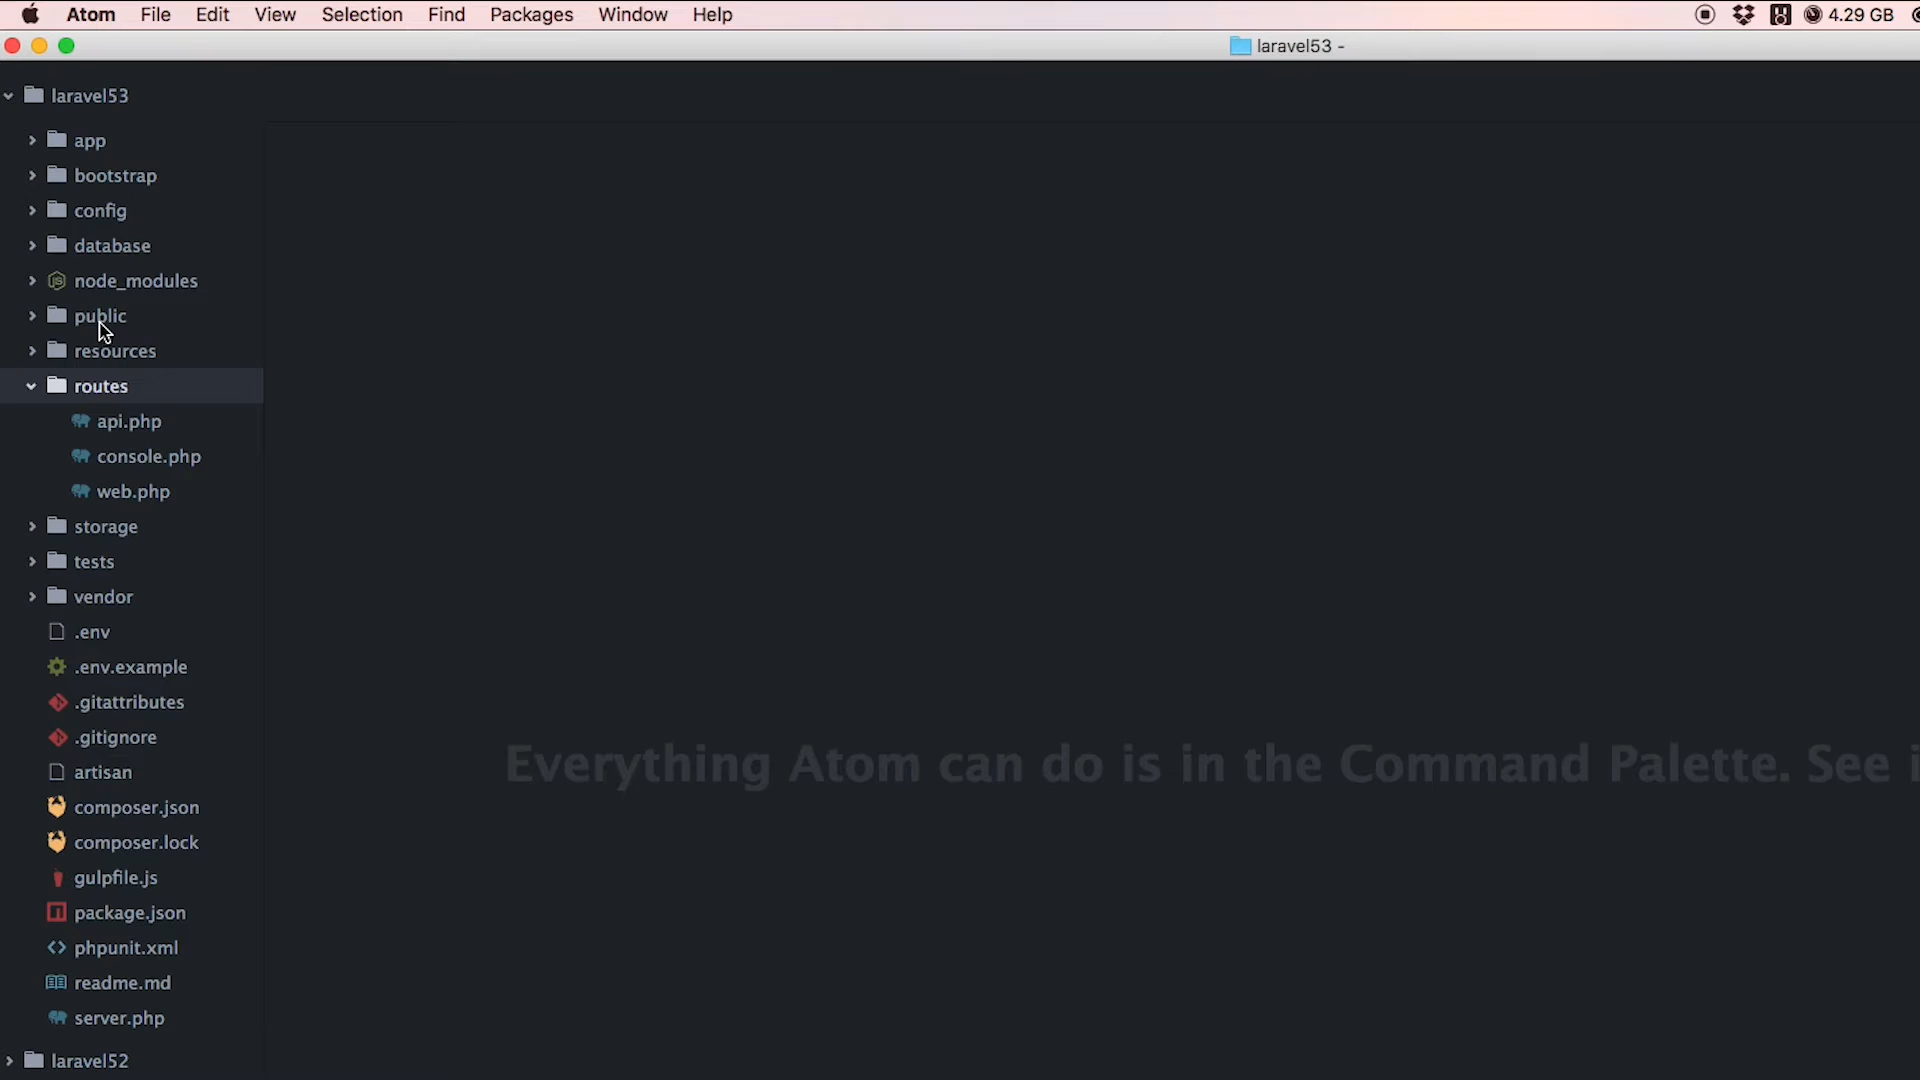 Atom File Edit View Selection Find Packages Window Help 4.29 GB
laravel53 -
laravel53
app
bootstrap
config
database
node_modules
public
resources
routes
api.php
console.php
web.php
storage
tests
vendor
.env
.env.example
.gitattributes
.gitignore
Everything Atom can do is in the Command Palette. See i
artisan
composer.json
composer.lock
gulpfile.js
package.json
phpunit.xml
readme.md
server.php
laravel52